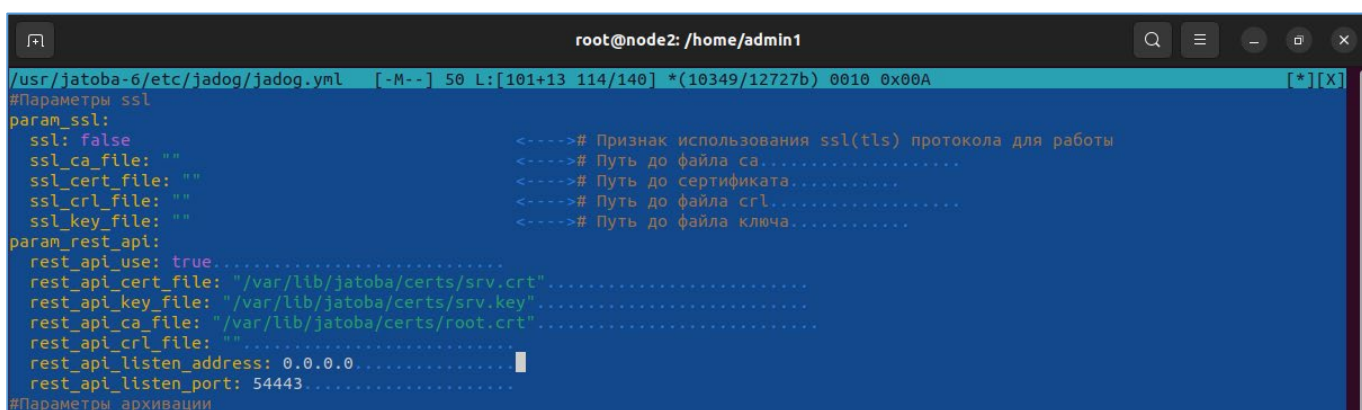 root@node2: /home/admin1
/usr/jatoba-6/etc/jadog/jadog.yml [-M--] 50 L:[101+13 114/140] *(10349/12727b) 0010 0x00A [*][X]
#Параметры ssl
param_ssl:
  ssl: false <----># Признак использования ssl(tls) протокола для работы
  ssl_ca_file: "" <----># Путь до файла ca...................
  ssl_cert_file: "" <----># Путь до сертификата...........
  ssl_crl_file: "" <----># Путь до файла crl..................
  ssl_key_file: "" <----># Путь до файла ключа............
param_rest_api:
  rest_api_use: true............................
  rest_api_cert_file: "/var/lib/jatoba/certs/srv.crt".........................
  rest_api_key_file: "/var/lib/jatoba/certs/srv.key"..........................
  rest_api_ca_file: "/var/lib/jatoba/certs/root.crt"...........................
  rest_api_crl_file: ""..........................
  rest_api_listen_address: 0.0.0.0...............
  rest_api_listen_port: 54443....................
#Параметры архивации